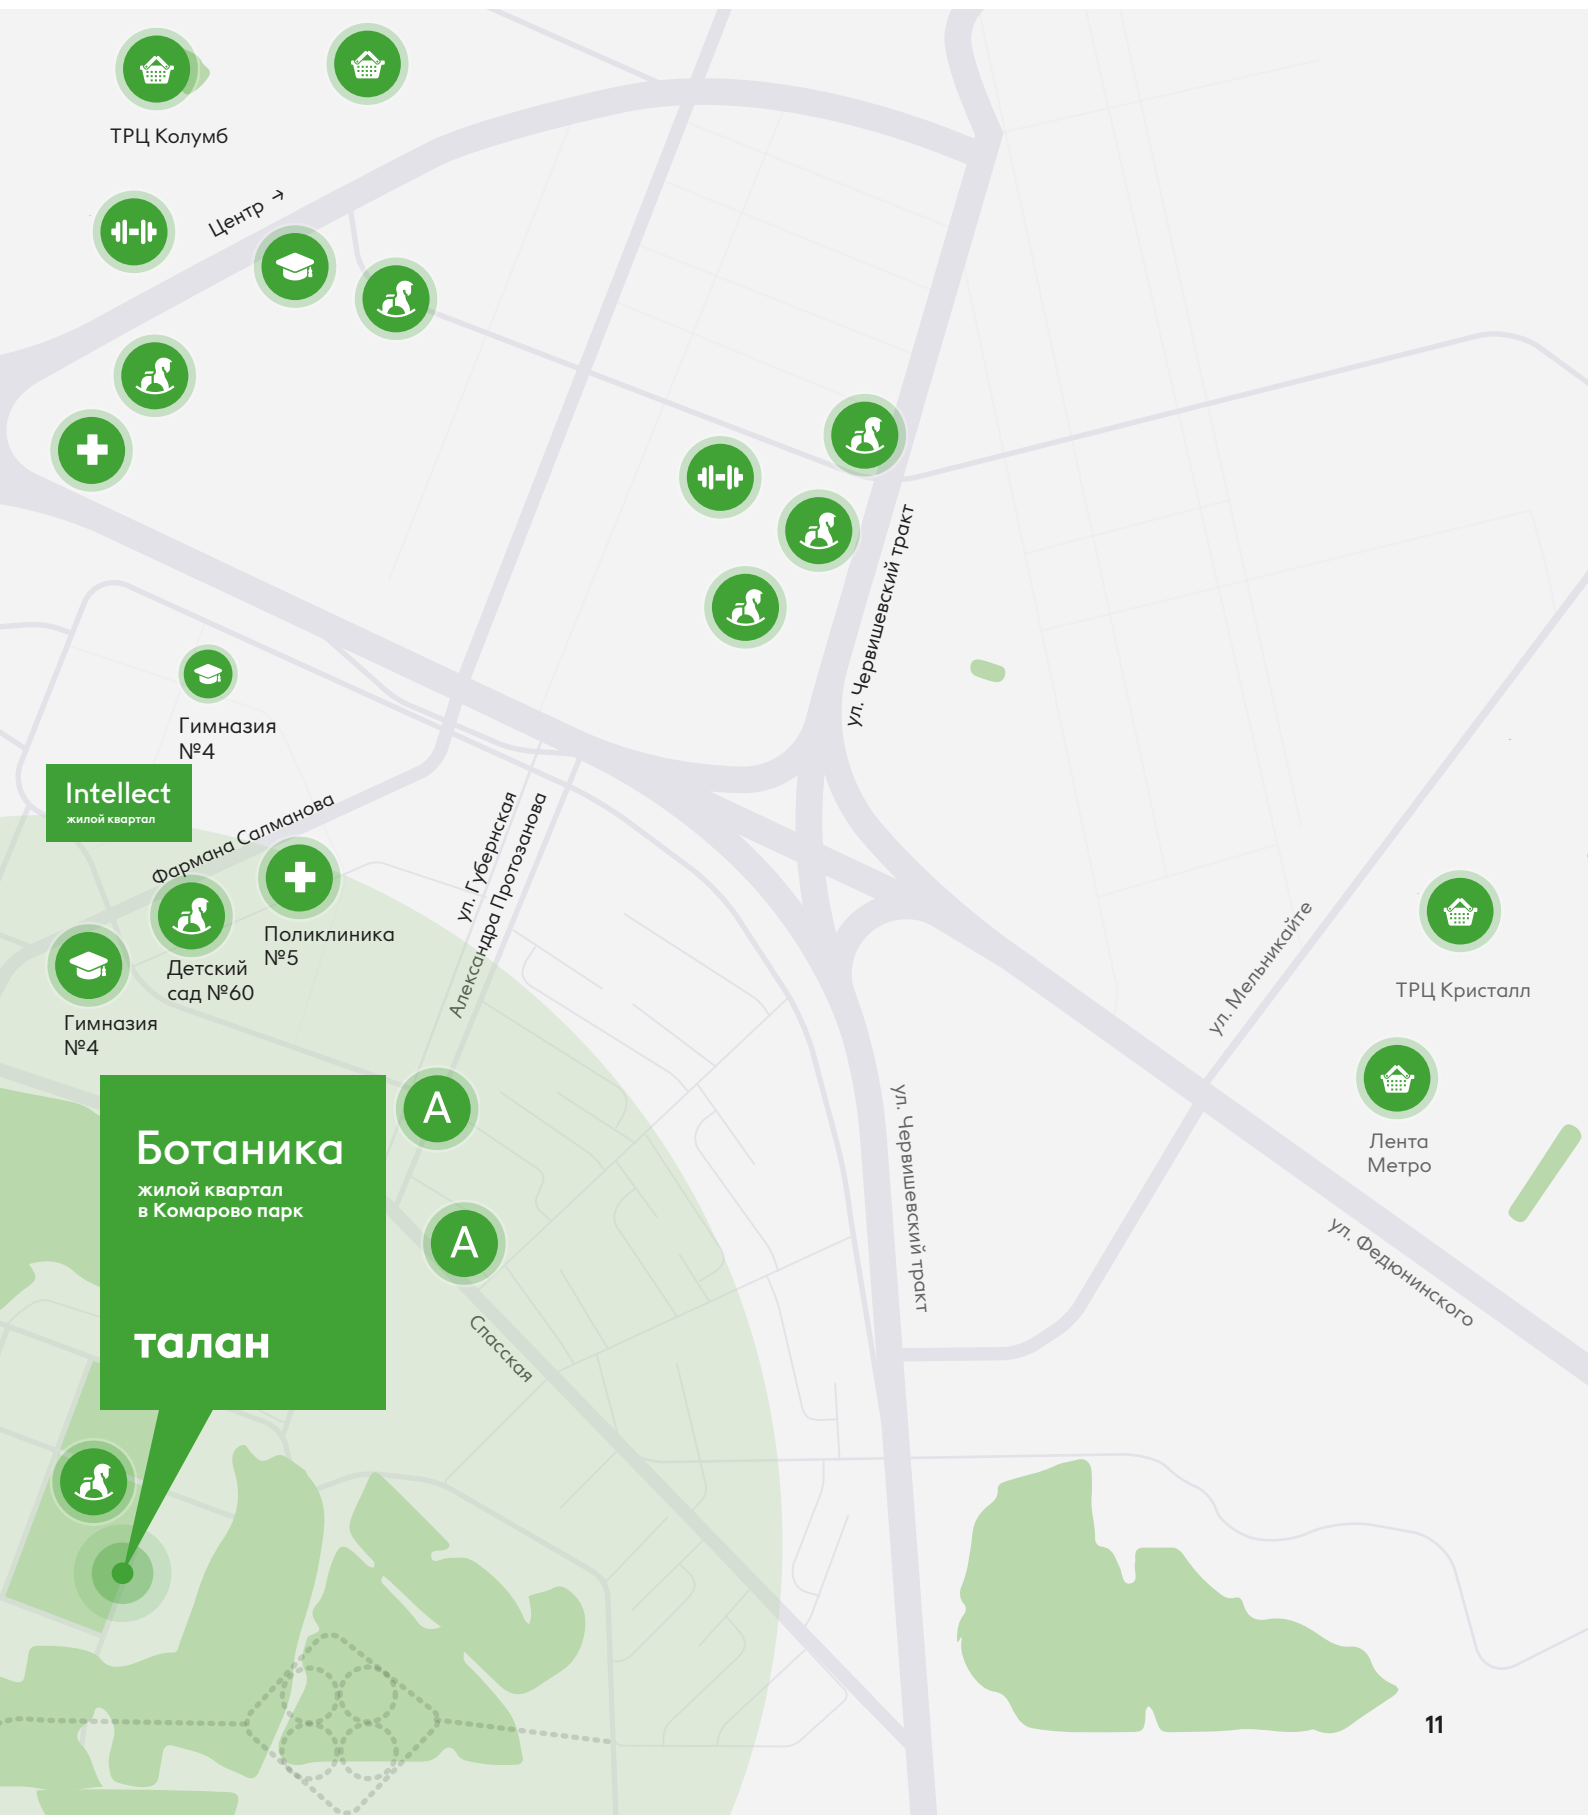 ТРЦ Колумб
Центр →
ул. Червишевский тракт
Гимназия
№4
Intellect
жилой квартал
Фармана Салманова
ул. Губернская
Александра Протозанова
Поликлиника
№5
Детский
сад №60
Гимназия
№4
ул. Мельникайте
ТРЦ Кристалл
Лента
Метро
А
А
Ботаника
жилой квартал
в Комарово парк
талан
ул. Червишевский тракт
ул. Федюнинского
Спасская
11